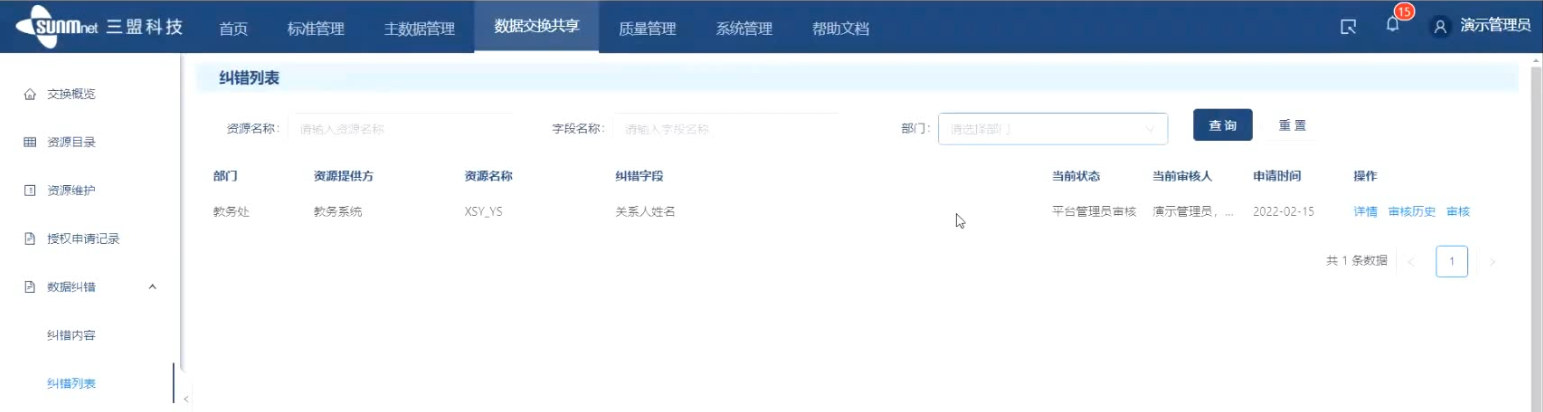 sunmnet 三盟科技 首页 标准管理 主数据管理 数据交换共享 质量管理 系统管理 帮助文档 15 演示管理员
交换概览
资源目录
资源维护
授权申请记录
数据纠错
纠错内容
纠错列表
纠错列表
资源名称: 请输入资源名称 字段名称: 请输入字段名称 部门: 请选择部门 查询 重置
部门 资源提供方 资源名称 纠错字段 当前状态 当前审核人 申请时间 操作
教务处 教务系统 XSY_YS 关系人姓名 平台管理员审核 演示管理员, ... 2022-02-15 详情 审核历史 审核
共 1 条数据 < 1 >